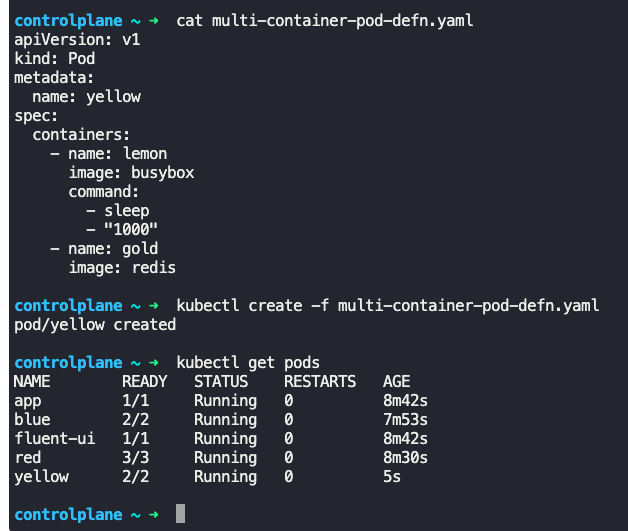 controlplane ~ ➜  cat multi-container-pod-defn.yaml
apiVersion: v1
kind: Pod
metadata:
  name: yellow
spec:
  containers:
    - name: lemon
      image: busybox
      command:
        - sleep
        - "1000"
    - name: gold
      image: redis
controlplane ~ ➜  kubectl create -f multi-container-pod-defn.yaml
pod/yellow created
controlplane ~ ➜  kubectl get pods
NAME        READY   STATUS    RESTARTS   AGE
app         1/1     Running   0          8m42s
blue        2/2     Running   0          7m53s
fluent-ui   1/1     Running   0          8m42s
red         3/3     Running   0          8m30s
yellow      2/2     Running   0          5s
controlplane ~ ➜